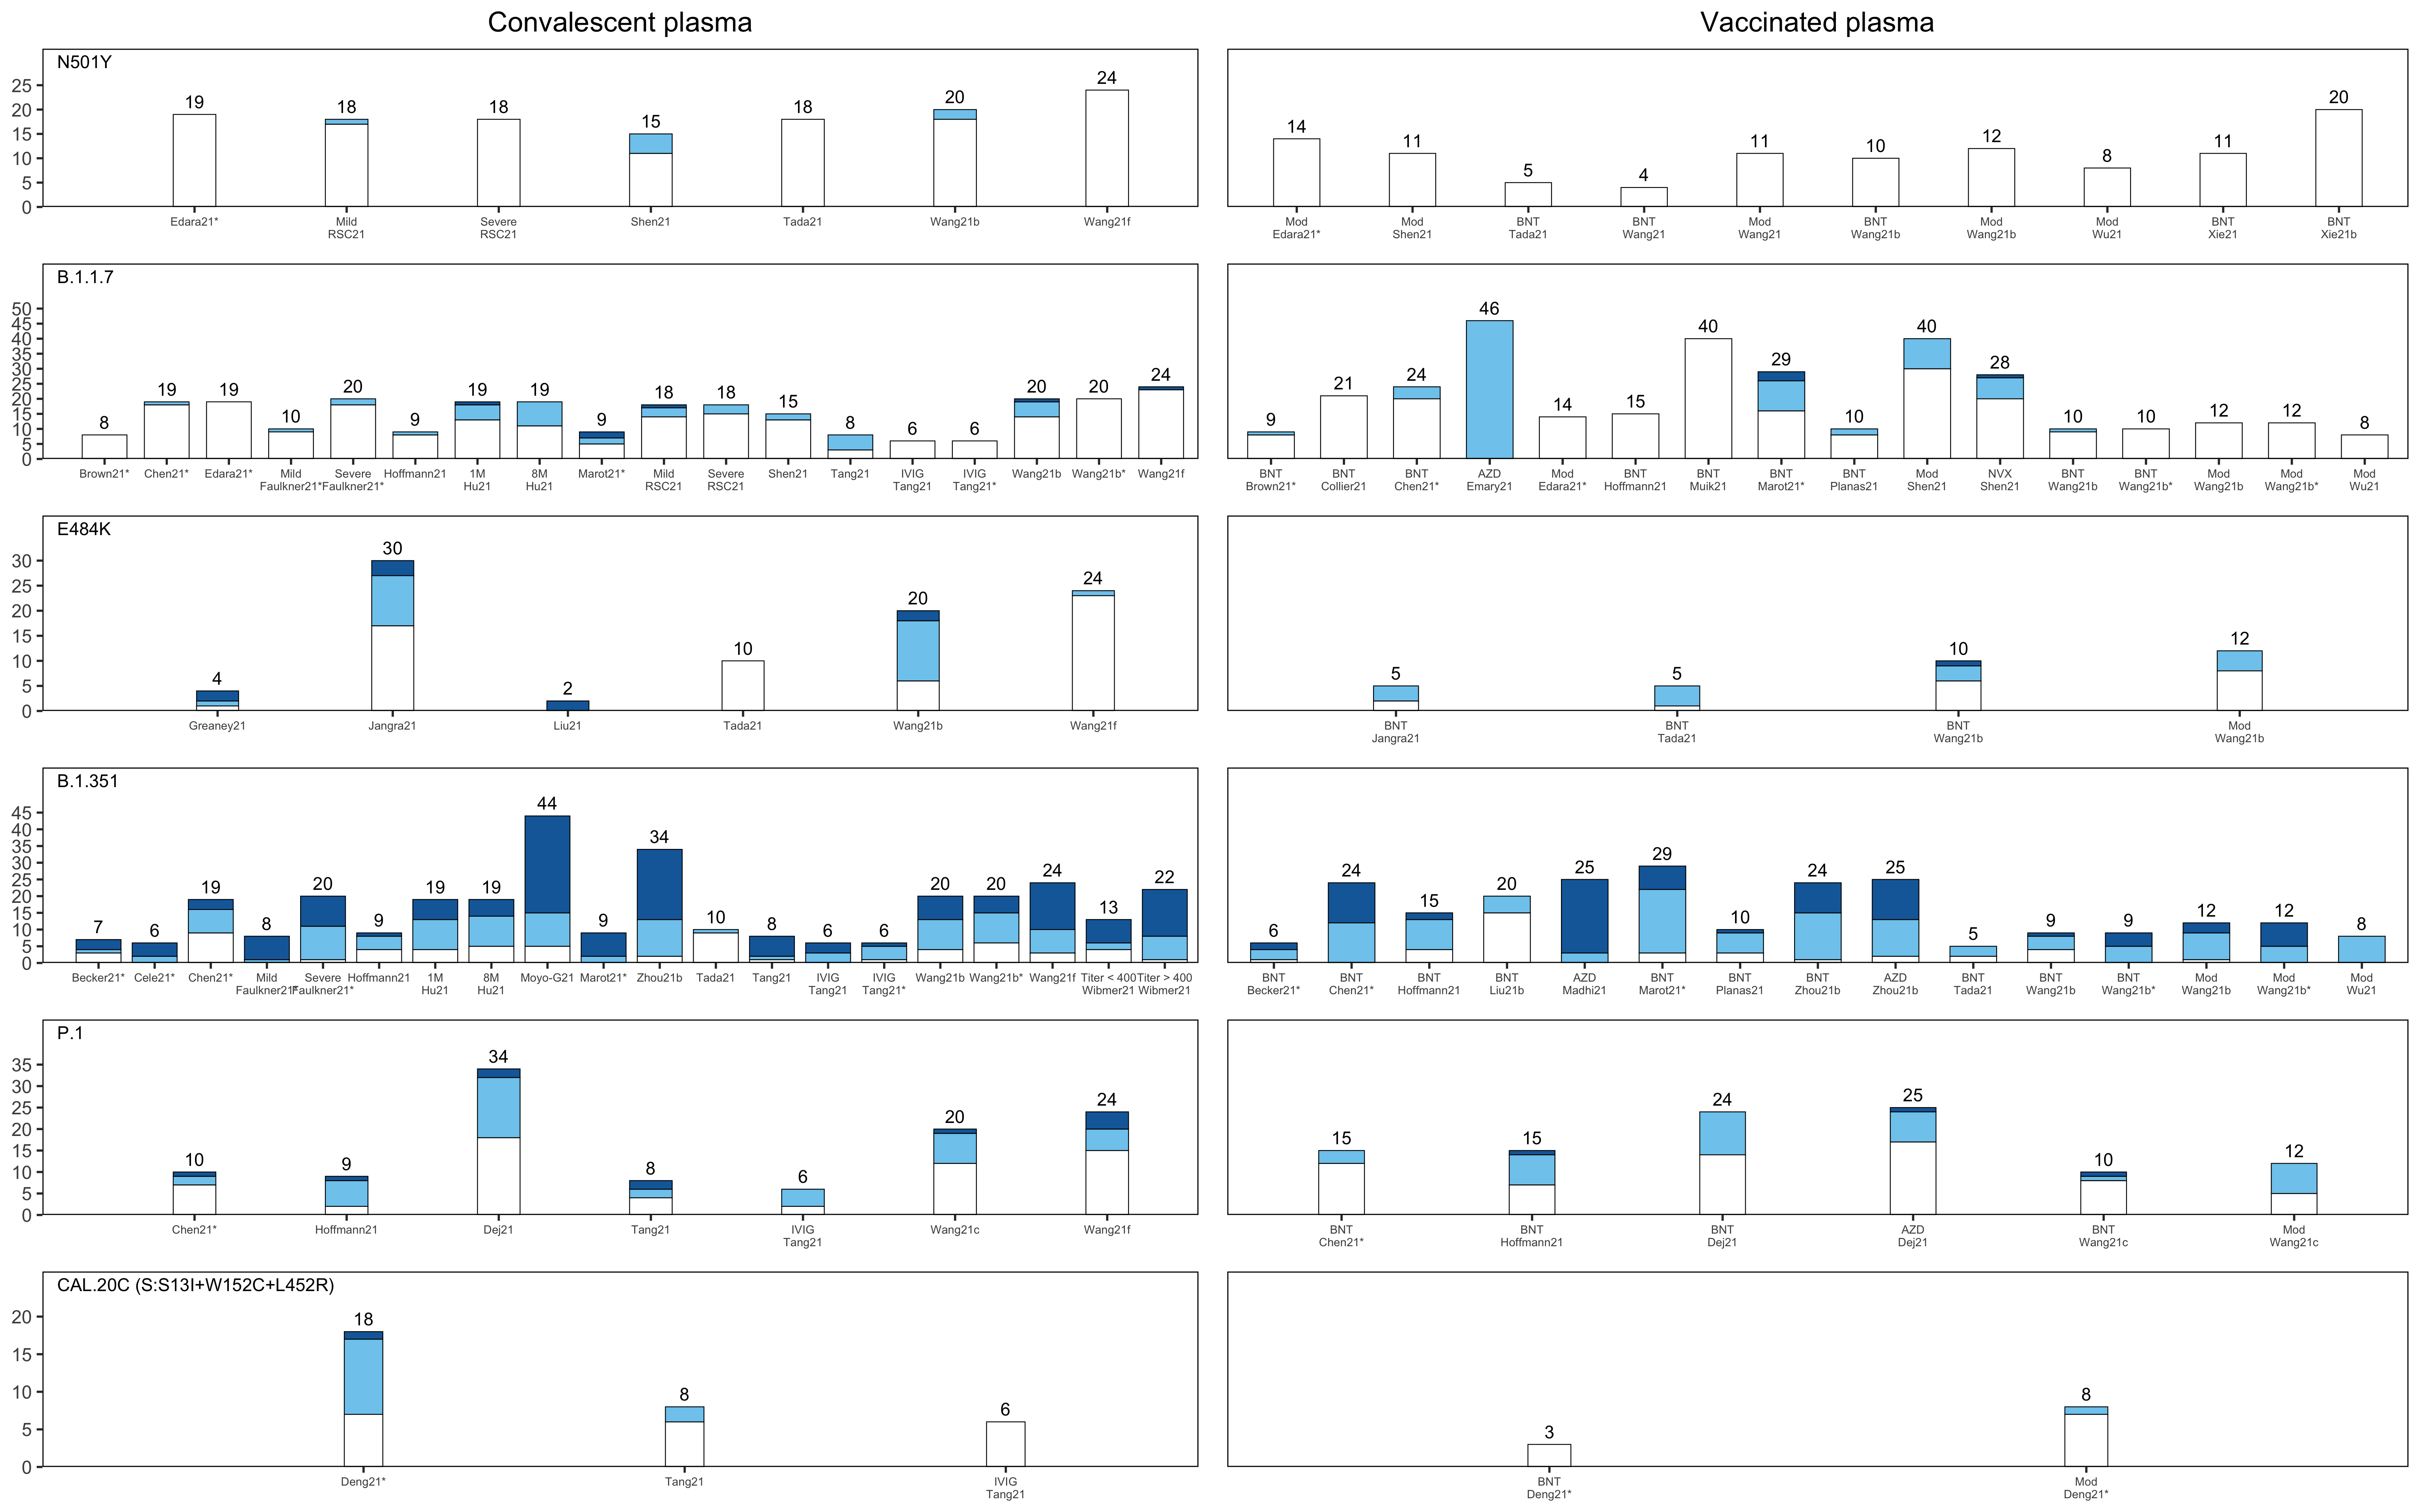 Convalescent plasma
Vaccinated plasma
N501Y
25
20
15
10
5
0
19 18 18 15 18 20 24
Edara21* Mild Severe Shen21 Tada21 Wang21b Wang21f
RSC21 RSC21
14 11 5 4 11 10 12 8 11 20
Mod Mod BNT BNT Mod BNT Mod Mod BNT BNT
Edara21* Shen21 Tada21 Wang21 Wang21 Wang21b Wang21b Wu21 Xie21 Xie21b
B.1.1.7
50
45
40
35
30
25
20
15
10
5
0
8 19 19 10 20 9 19 19 9 18 18 15 8 6 6 20 20 24
Brown21* Chen21* Edara21* Mild Severe Hoffmann21 1M 8M Marot21* Mild Severe Shen21 Tang21 IVIG IVIG Wang21b Wang21b* Wang21f
Faulkner21* Faulkner21* Hu21 Hu21 RSC21 RSC21 Tang21 Tang21*
9 21 24 46 14 15 40 29 10 40 28 10 10 12 12 8
BNT BNT BNT AZD Mod BNT BNT BNT BNT Mod NVX BNT BNT Mod Mod Mod
Brown21* Collier21 Chen21* Emary21 Edara21* Hoffmann21 Muik21 Marot21* Planas21 Shen21 Shen21 Wang21b Wang21b* Wang21b Wang21b* Wu21
E484K
30
25
20
15
10
5
0
4 30 2 10 20 24
Greaney21 Jangra21 Liu21 Tada21 Wang21b Wang21f
5 5 10 12
BNT BNT BNT Mod
Jangra21 Tada21 Wang21b Wang21b
B.1.351
45
40
35
30
25
20
15
10
5
0
7 6 19 8 20 9 19 19 44 9 34 10 8 6 6 20 20 24 13 22
Becker21* Cele21* Chen21* Mild Severe Hoffmann21 1M 8M Moyo-G21 Marot21* Zhou21b Tada21 Tang21 IVIG IVIG Wang21b Wang21b* Wang21f Titer < 400 Titer > 400
Faulkner21* Faulkner21* Hu21 Hu21 Tang21 Tang21* Wibmer21 Wibmer21
6 24 15 20 25 29 10 24 25 5 9 9 12 12 8
BNT BNT BNT BNT AZD BNT BNT BNT AZD BNT BNT BNT Mod Mod Mod
Becker21* Chen21* Hoffmann21 Liu21b Madhi21 Marot21* Planas21 Zhou21b Zhou21b Tada21 Wang21b Wang21b* Wang21b Wang21b* Wu21
P.1
35
30
25
20
15
10
5
0
10 9 34 8 6 20 24
Chen21* Hoffmann21 Dej21 Tang21 IVIG Wang21c Wang21f
Tang21
15 15 24 25 10 12
BNT BNT BNT AZD BNT Mod
Chen21* Hoffmann21 Dej21 Dej21 Wang21c Wang21c
CAL.20C (S:S13I+W152C+L452R)
20
15
10
5
0
18 8 6
Deng21* Tang21 IVIG
Tang21
3 8
BNT Mod
Deng21* Deng21*